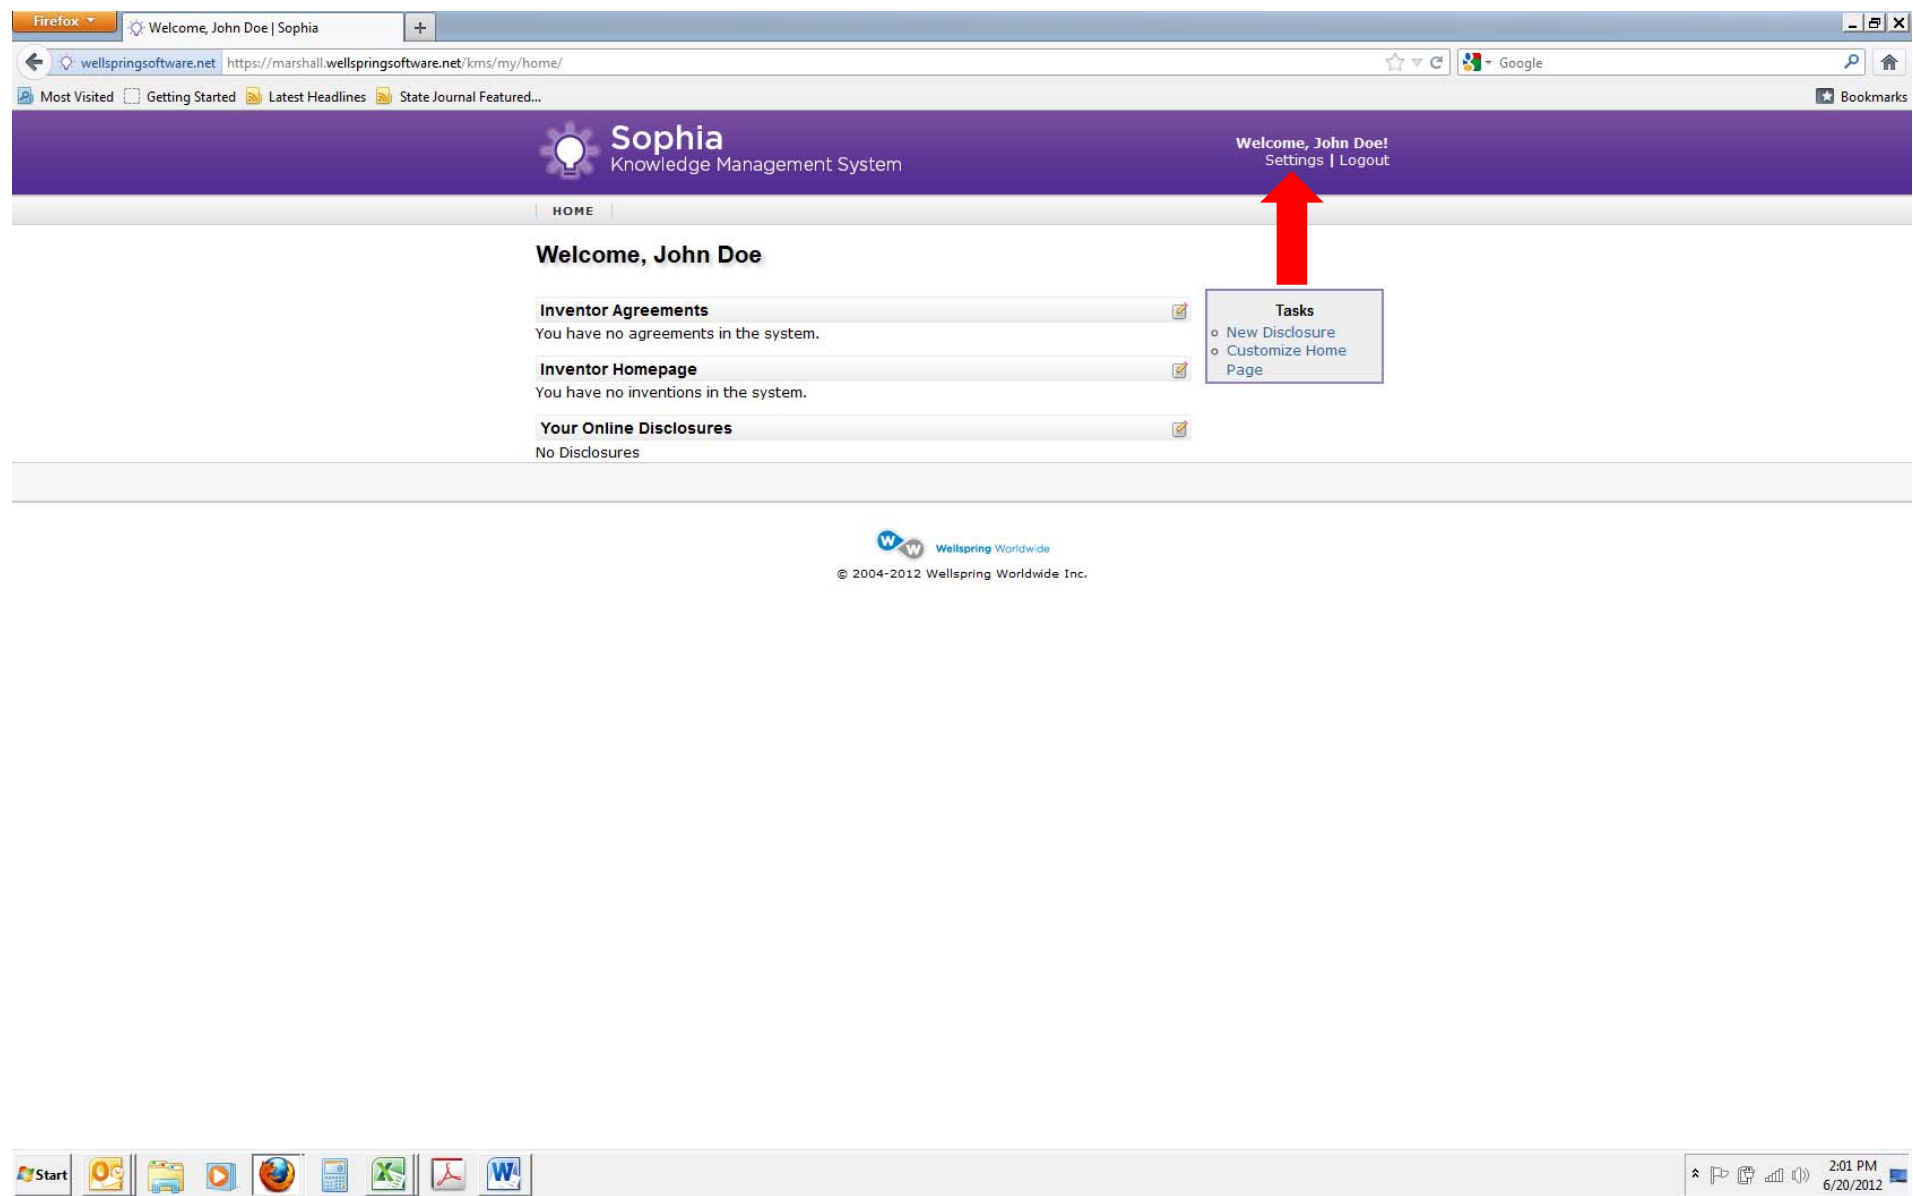 Firefox
Welcome, John Doe | Sophia
wellspringsoftware.net https://marshall.wellspringsoftware.net/kms/my/home/
Google
Most Visited Getting Started Latest Headlines State Journal Featured...
Bookmarks
Sophia
Knowledge Management System
Welcome, John Doe!
Settings | Logout
HOME
Welcome, John Doe
Inventor Agreements
You have no agreements in the system.
Inventor Homepage
You have no inventions in the system.
Your Online Disclosures
No Disclosures
Tasks
New Disclosure
Customize Home
Page
W W Wellspring Worldwide
© 2004-2012 Wellspring Worldwide Inc.
Start
2:01 PM
6/20/2012